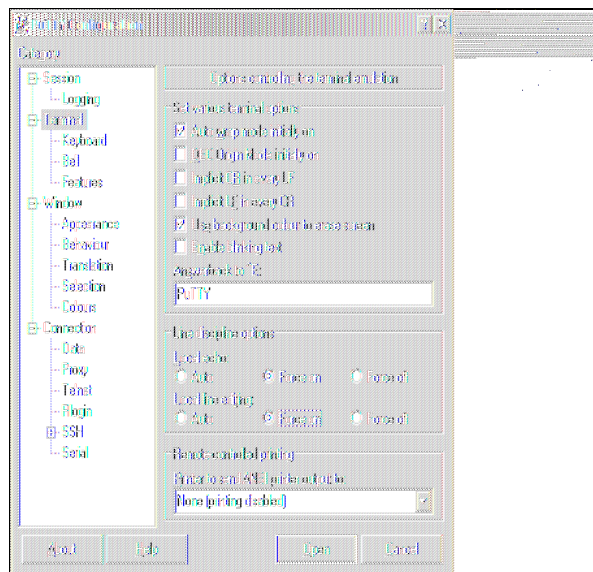 PuTTY Configuration
Category:
Session
Logging
Terminal
Keyboard
Bell
Features
Window
Appearance
Behaviour
Translation
Selection
Colours
Connection
Data
Proxy
Telnet
Rlogin
SSH
Serial
Options controlling the terminal emulation
Set various terminal options
Auto wrap mode initially on
DEC Origin Mode initially on
Implicit CR in every LF
Implicit LF in every CR
Use background colour to erase screen
Enable blinking text
Answerback to ^E:
PuTTY
Line discipline options
Local echo:
Auto
Force on
Force off
Local line editing:
Auto
Force on
Force off
Remote-controlled printing
Printer to send ANSI printer output to:
None (printing disabled)
About
Help
Open
Cancel